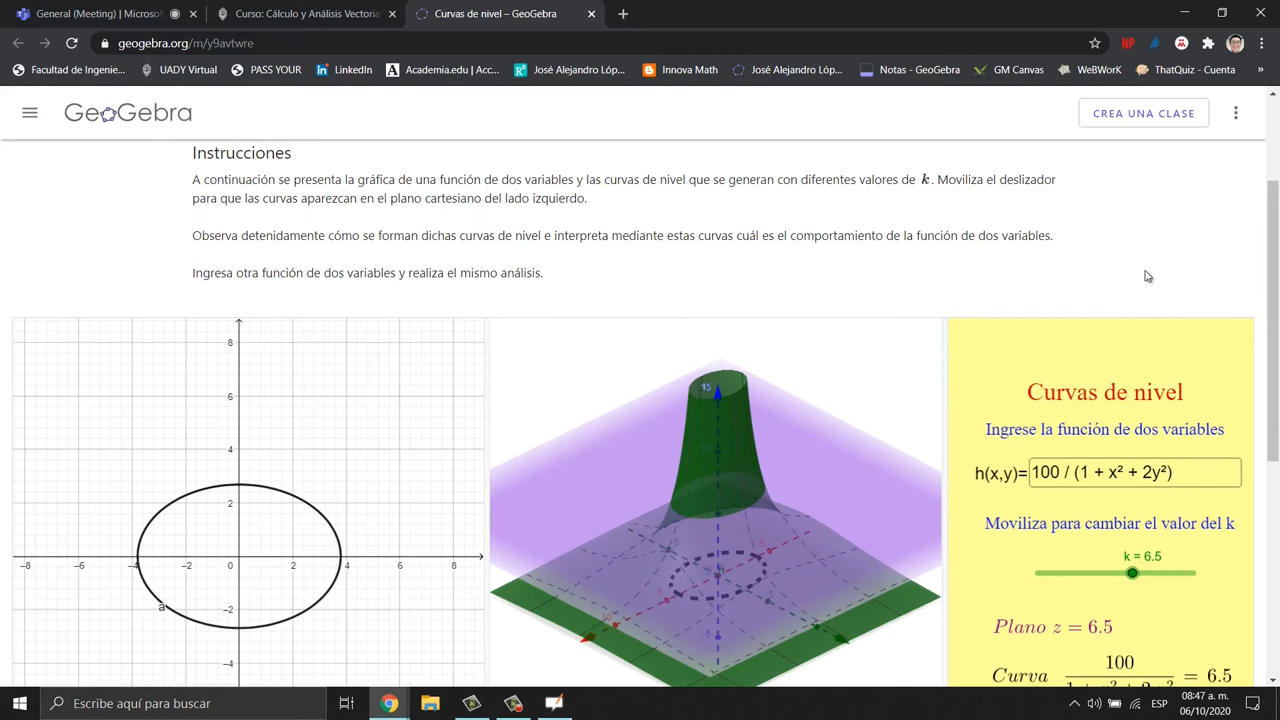 General (Meeting) | Microsoft
Curso: Cálculo y Análisis Vectorial
Curvas de nivel – GeoGebra
geogebra.org/m/y9avtwre
NP
Facultad de Ingenie...
UADY Virtual
PASS YOUR
LinkedIn
Academia.edu | Acc...
José Alejandro Lóp...
Innova Math
José Alejandro Lóp...
Notas - GeoGebra
GM Canvas
WeBWorK
ThatQuiz - Cuenta
»
GeoGebra
CREA UNA CLASE
Instrucciones
A continuación se presenta la gráfica de una función de dos variables y las curvas de nivel que se generan con diferentes valores de k. Moviliza el deslizador
para que las curvas aparezcan en el plano cartesiano del lado izquierdo.
Observa detenidamente cómo se forman dichas curvas de nivel e interpreta mediante estas curvas cuál es el comportamiento de la función de dos variables.
Ingresa otra función de dos variables y realiza el mismo análisis.
8
6
4
2
−8 −6 −4 −2 0 2 4 6 8
a
−2
−4
15
-5
Curvas de nivel
Ingrese la función de dos variables
h(x,y)= 100 / (1 + x² + 2y²)
Moviliza para cambiar el valor del k
k = 6.5
Plano z = 6.5
Curva 100 = 6.5
Escribe aquí para buscar
ESP
08:47 a. m.
06/10/2020